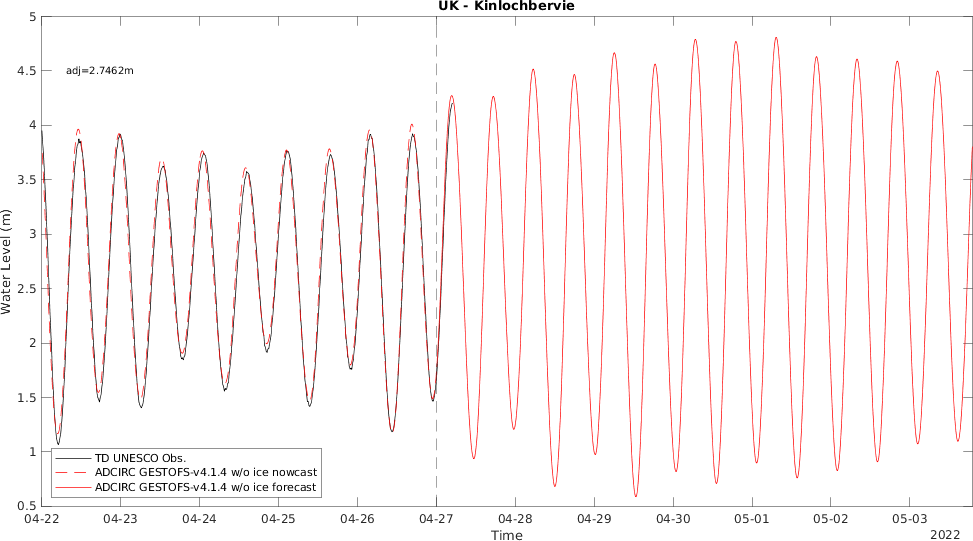 UK - Kinlochbervie
5
4.5
4
3.5
3
2.5
2
1.5
1
0.5
Water Level (m)
adj=2.7462m
TD UNESCO Obs.
ADCIRC GESTOFS-v4.1.4 w/o ice nowcast
ADCIRC GESTOFS-v4.1.4 w/o ice forecast
04-22 04-23 04-24 04-25 04-26 04-27 04-28 04-29 04-30 05-01 05-02 05-03
Time
2022